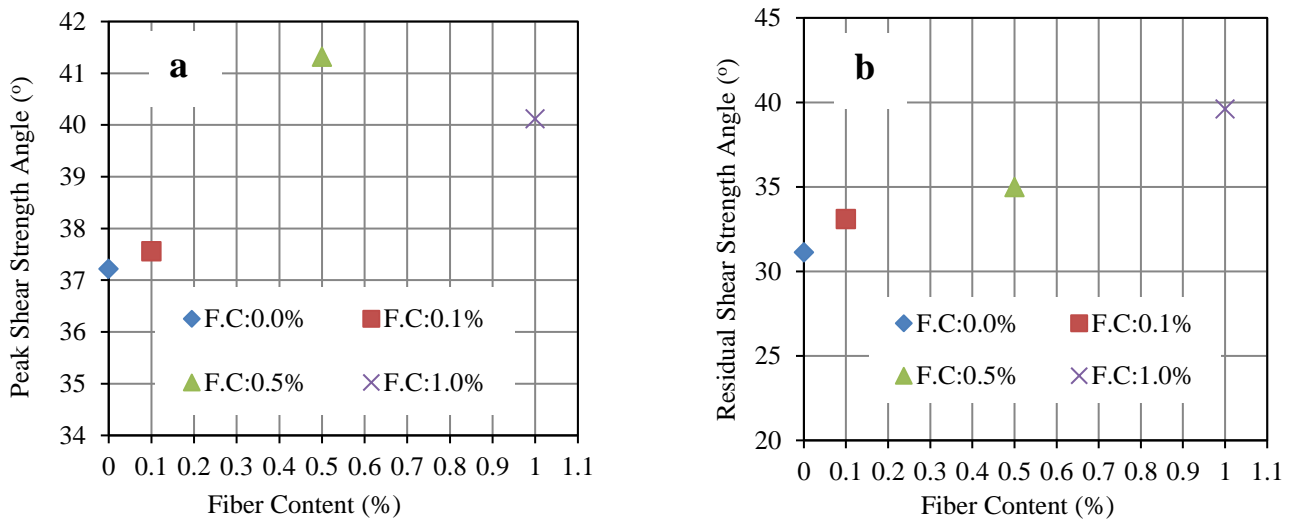 a
Peak Shear Strength Angle (º)
42
41
40
39
38
37
36
35
34
F.C:0.0% F.C:0.1%
F.C:0.5% F.C:1.0%
0 0.1 0.2 0.3 0.4 0.5 0.6 0.7 0.8 0.9 1 1.1
Fiber Content (%)
b
Residual Shear Strength Angle (º)
45
40
35
30
25
20
F.C:0.0% F.C:0.1%
F.C:0.5% F.C:1.0%
0 0.1 0.2 0.3 0.4 0.5 0.6 0.7 0.8 0.9 1 1.1
Fiber Content (%)